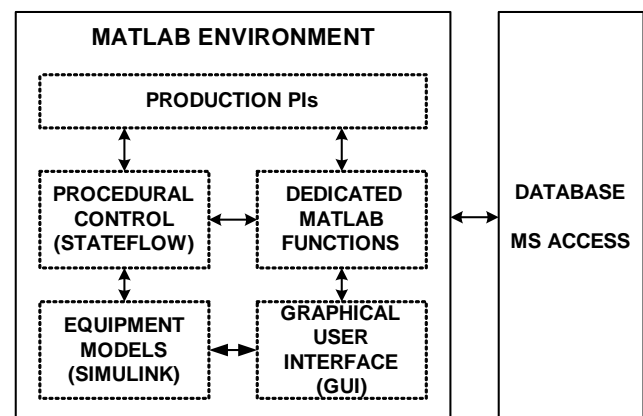 MATLAB ENVIRONMENT
PRODUCTION PIs
PROCEDURAL
CONTROL
(STATEFLOW)
DEDICATED
MATLAB
FUNCTIONS
EQUIPMENT
MODELS
(SIMULINK)
GRAPHICAL
USER
INTERFACE
(GUI)
DATABASE
MS ACCESS